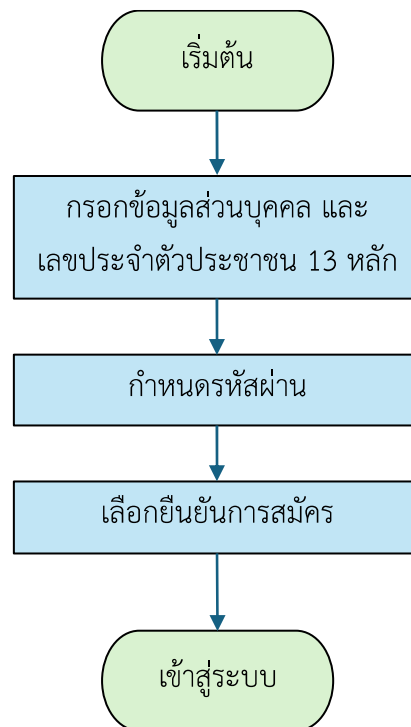 เริ่มต้น
กรอกข้อมูลส่วนบุคคล และ
เลขประจำตัวประชาชน 13 หลัก
กำหนดรหัสผ่าน
เลือกยืนยันการสมัคร
เข้าสู่ระบบ